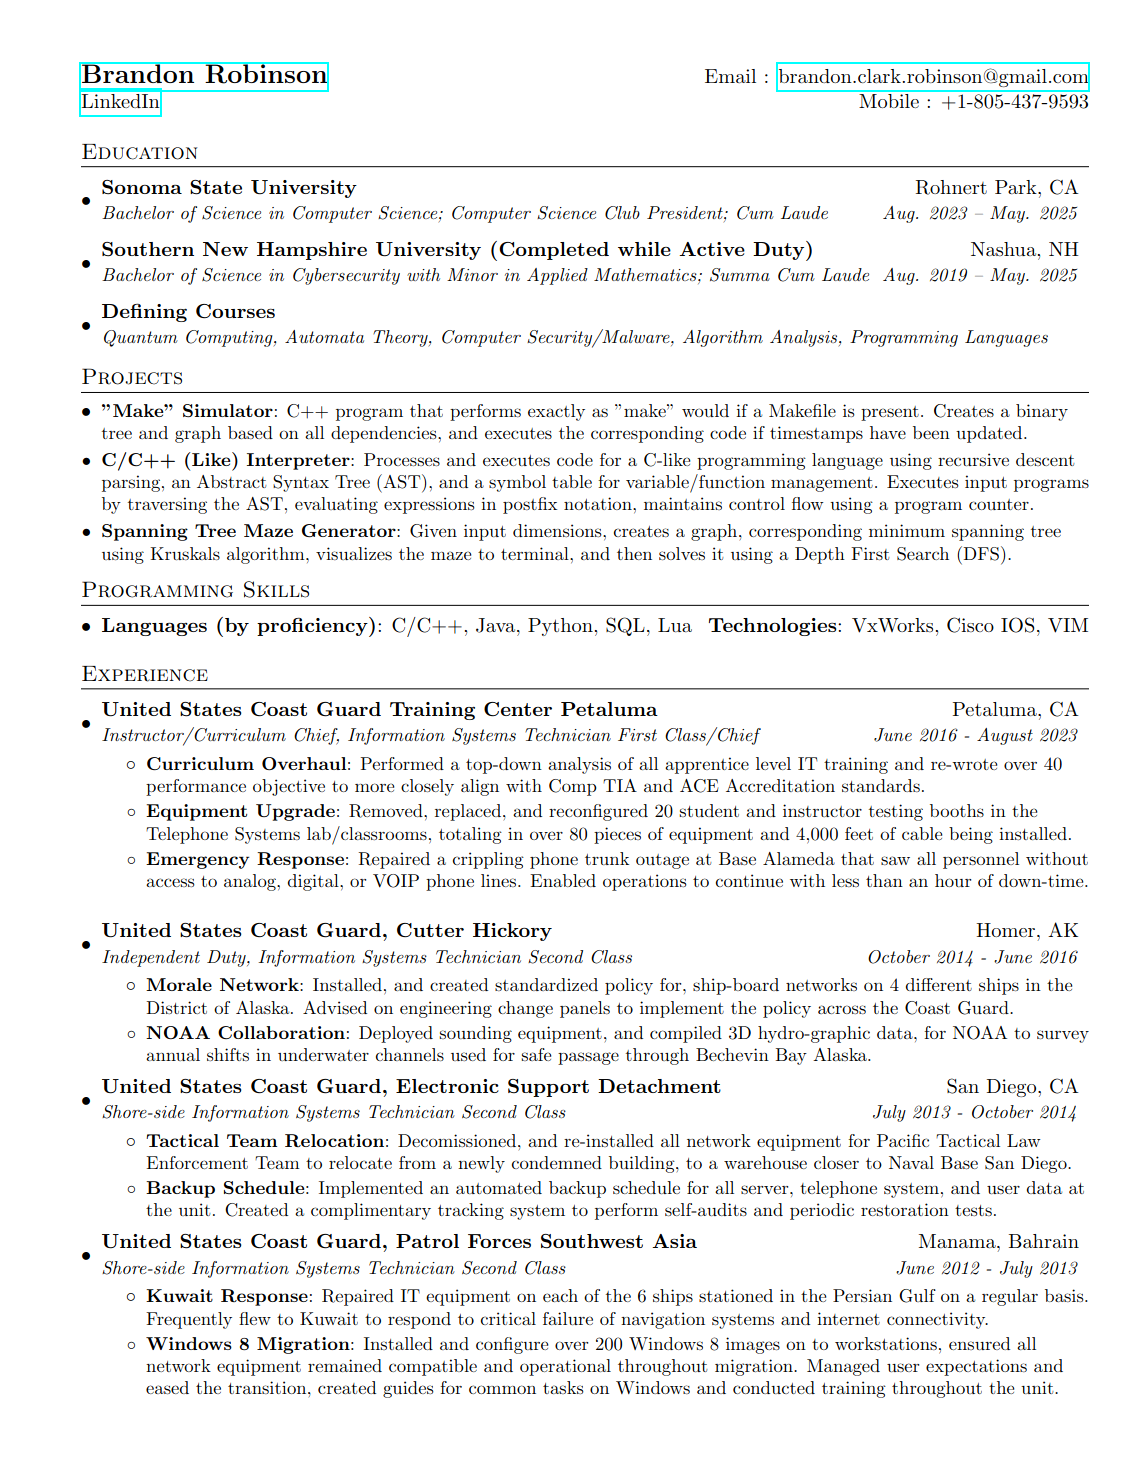 Brandon Robinson
Email : brandon.clark.robinson@gmail.com
LinkedIn
Mobile : +1-805-437-9593
Education
• Sonoma State University
Rohnert Park, CA
Bachelor of Science in Computer Science; Computer Science Club President; Cum Laude
Aug. 2023 – May. 2025
• Southern New Hampshire University (Completed while Active Duty)
Nashua, NH
Bachelor of Science in Cybersecurity with Minor in Applied Mathematics; Summa Cum Laude
Aug. 2019 – May. 2025
• Defining Courses
Quantum Computing, Automata Theory, Computer Security/Malware, Algorithm Analysis, Programming Languages
Projects
• ”Make” Simulator: C++ program that performs exactly as ”make” would if a Makefile is present. Creates a binary
tree and graph based on all dependencies, and executes the corresponding code if timestamps have been updated.
• C/C++ (Like) Interpreter: Processes and executes code for a C-like programming language using recursive descent
parsing, an Abstract Syntax Tree (AST), and a symbol table for variable/function management. Executes input programs
by traversing the AST, evaluating expressions in postfix notation, maintains control flow using a program counter.
• Spanning Tree Maze Generator: Given input dimensions, creates a graph, corresponding minimum spanning tree
using Kruskals algorithm, visualizes the maze to terminal, and then solves it using a Depth First Search (DFS).
Programming Skills
• Languages (by proficiency): C/C++, Java, Python, SQL, Lua Technologies: VxWorks, Cisco IOS, VIM
Experience
• United States Coast Guard Training Center Petaluma
Petaluma, CA
Instructor/Curriculum Chief, Information Systems Technician First Class/Chief
June 2016 - August 2023
◦ Curriculum Overhaul: Performed a top-down analysis of all apprentice level IT training and re-wrote over 40
performance objective to more closely align with Comp TIA and ACE Accreditation standards.
◦ Equipment Upgrade: Removed, replaced, and reconfigured 20 student and instructor testing booths in the
Telephone Systems lab/classrooms, totaling in over 80 pieces of equipment and 4,000 feet of cable being installed.
◦ Emergency Response: Repaired a crippling phone trunk outage at Base Alameda that saw all personnel without
access to analog, digital, or VOIP phone lines. Enabled operations to continue with less than an hour of down-time.
• United States Coast Guard, Cutter Hickory
Homer, AK
Independent Duty, Information Systems Technician Second Class
October 2014 - June 2016
◦ Morale Network: Installed, and created standardized policy for, ship-board networks on 4 different ships in the
District of Alaska. Advised on engineering change panels to implement the policy across the Coast Guard.
◦ NOAA Collaboration: Deployed sounding equipment, and compiled 3D hydro-graphic data, for NOAA to survey
annual shifts in underwater channels used for safe passage through Bechevin Bay Alaska.
• United States Coast Guard, Electronic Support Detachment
San Diego, CA
Shore-side Information Systems Technician Second Class
July 2013 - October 2014
◦ Tactical Team Relocation: Decomissioned, and re-installed all network equipment for Pacific Tactical Law
Enforcement Team to relocate from a newly condemned building, to a warehouse closer to Naval Base San Diego.
◦ Backup Schedule: Implemented an automated backup schedule for all server, telephone system, and user data at
the unit. Created a complimentary tracking system to perform self-audits and periodic restoration tests.
• United States Coast Guard, Patrol Forces Southwest Asia
Manama, Bahrain
Shore-side Information Systems Technician Second Class
June 2012 - July 2013
◦ Kuwait Response: Repaired IT equipment on each of the 6 ships stationed in the Persian Gulf on a regular basis.
Frequently flew to Kuwait to respond to critical failure of navigation systems and internet connectivity.
◦ Windows 8 Migration: Installed and configure over 200 Windows 8 images on to workstations, ensured all
network equipment remained compatible and operational throughout migration. Managed user expectations and
eased the transition, created guides for common tasks on Windows and conducted training throughout the unit.